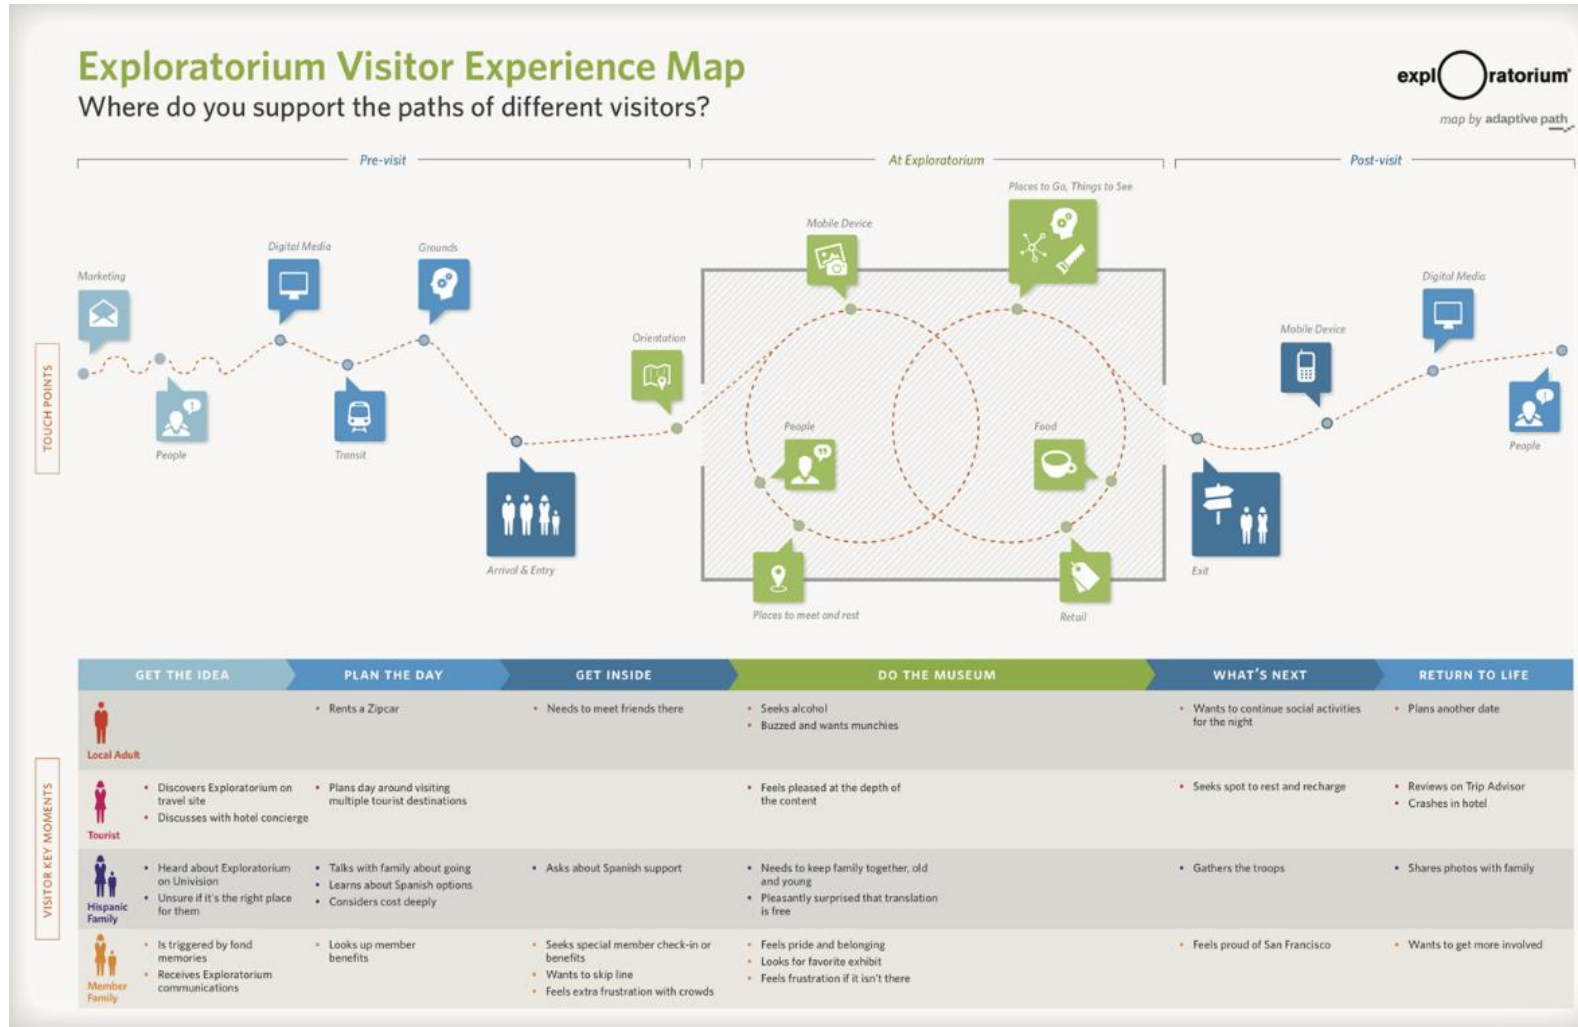 Exploratorium Visitor Experience Map
Where do you support the paths of different visitors?
expl ratorium®
map by adaptive path
Pre-visit
At Exploratorium
Post-visit
TOUCH POINTS
Marketing
People
Digital Media
Transit
Grounds
Arrival & Entry
Orientation
Mobile Device
Places to Go, Things to See
People
Food
Places to meet and rest
Retail
Exit
Mobile Device
Digital Media
People
GET THE IDEA
PLAN THE DAY
GET INSIDE
DO THE MUSEUM
WHAT'S NEXT
RETURN TO LIFE
VISITOR KEY MOMENTS
Local Adult
• Rents a Zipcar
• Needs to meet friends there
• Seeks alcohol
• Buzzed and wants munchies
• Wants to continue social activities
for the night
• Plans another date
Tourist
• Discovers Exploratorium on
travel site
• Discusses with hotel concierge
• Plans day around visiting
multiple tourist destinations
• Feels pleased at the depth of
the content
• Seeks spot to rest and recharge
• Reviews on Trip Advisor
• Crashes in hotel
Hispanic
Family
• Heard about Exploratorium
on Univision
• Unsure if it's the right place
for them
• Talks with family about going
• Learns about Spanish options
• Considers cost deeply
• Asks about Spanish support
• Needs to keep family together, old
and young
• Pleasantly surprised that translation
is free
• Gathers the troops
• Shares photos with family
Member
Family
• Is triggered by fond
memories
• Receives Exploratorium
communications
• Looks up member
benefits
• Seeks special member check-in or
benefits
• Wants to skip line
• Feels extra frustration with crowds
• Feels pride and belonging
• Looks for favorite exhibit
• Feels frustration if it isn't there
• Feels proud of San Francisco
• Wants to get more involved